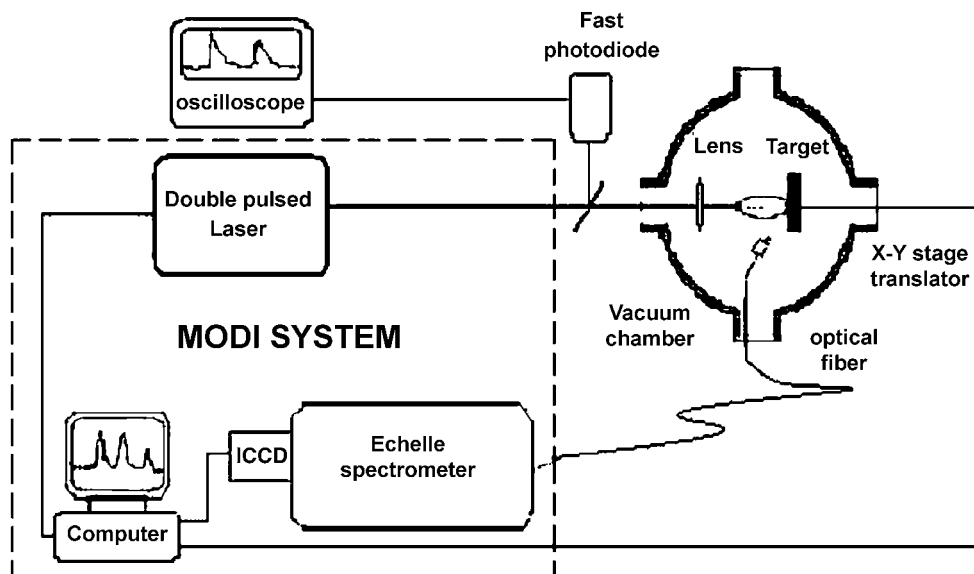 Fast
photodiode
oscilloscope
Lens
Target
Double pulsed
Laser
X-Y stage
translator
MODI SYSTEM
Vacuum
chamber
optical
fiber
ICCD
Echelle
spectrometer
Computer